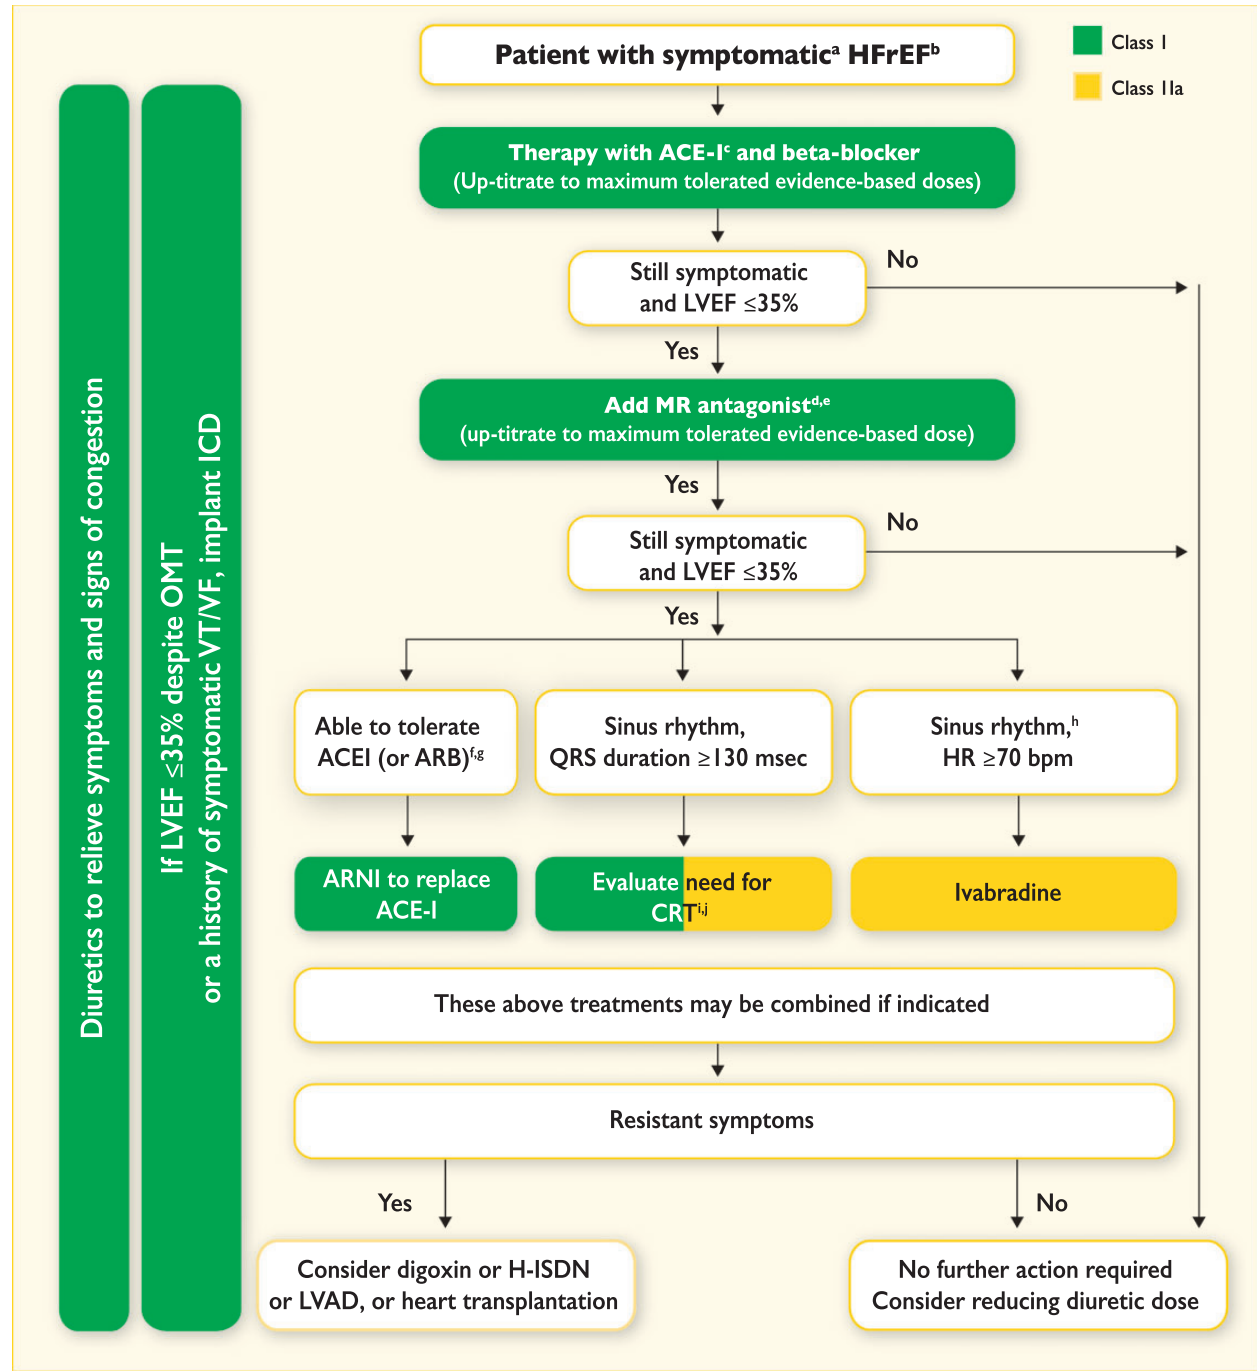 Patient with symptomaticᵃ HFrEFᵇ
Class I
Class IIa
Diuretics to relieve symptoms and signs of congestion
If LVEF ≤35% despite OMT
or a history of symptomatic VT/VF, implant ICD
Therapy with ACE-Iᶜ and beta-blocker
(Up-titrate to maximum tolerated evidence-based doses)
Still symptomatic
and LVEF ≤35%
No
Yes
Add MR antagonistᵈ,ᵉ
(up-titrate to maximum tolerated evidence-based dose)
Yes
Still symptomatic
and LVEF ≤35%
No
Yes
Able to tolerate
ACEI (or ARB)ᶠ,ᵍ
Sinus rhythm,
QRS duration ≥130 msec
Sinus rhythm,ʰ
HR ≥70 bpm
ARNI to replace
ACE-I
Evaluate need for
CRTⁱ,ʲ
Ivabradine
These above treatments may be combined if indicated
Resistant symptoms
Yes
No
Consider digoxin or H-ISDN
or LVAD, or heart transplantation
No further action required
Consider reducing diuretic dose